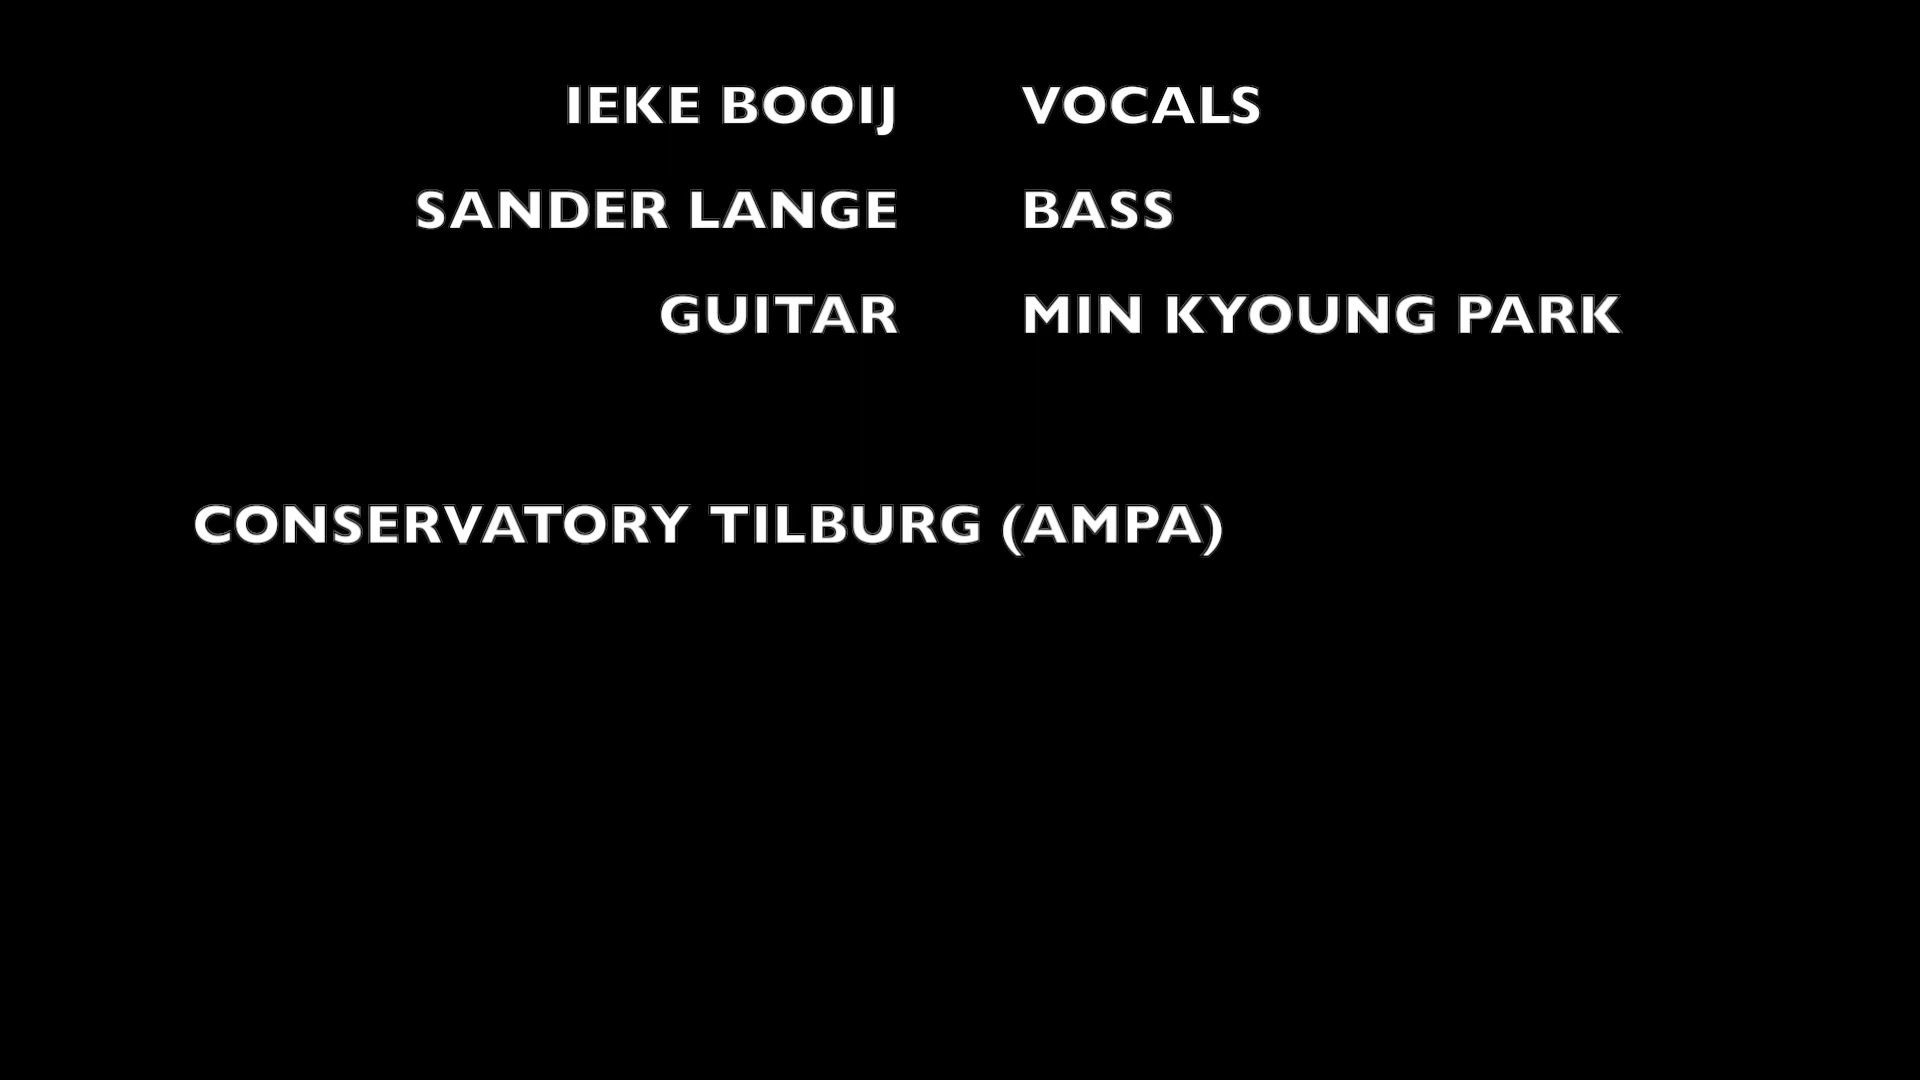 IEKE BOOIJ VOCALS
SANDER LANGE BASS
GUITAR MIN KYOUNG PARK
CONSERVATORY TILBURG (AMPA)